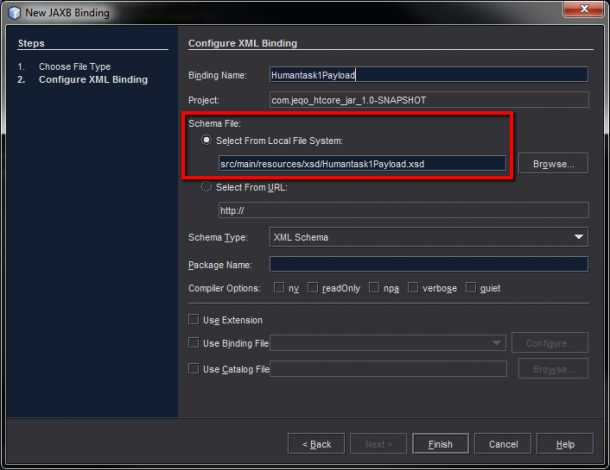 New JAXB Binding
Steps
1. Choose File Type
2. Configure XML Binding
Configure XML Binding
Binding Name: Humantask1Payload
Project: com.jeqo_htcore_jar_1.0-SNAPSHOT
Schema File:
Select From Local File System:
src/main/resources/xsd/Humantask1Payload.xsd Browse...
Select From URL:
http://
Schema Type: XML Schema
Package Name:
Compiler Options: nv readOnly npa verbose quiet
Use Extension
Use Binding File Configure...
Use Catalog File Browse...
< Back Next > Finish Cancel Help